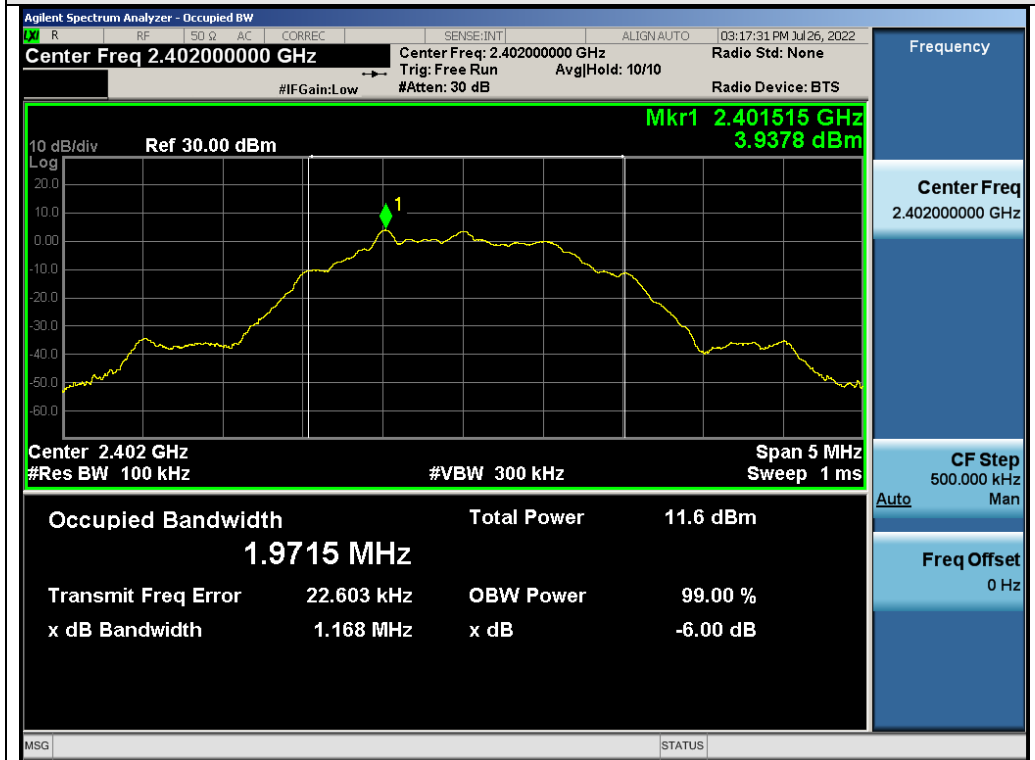 Agilent Spectrum Analyzer - Occupied BW
LXI R RF 50 Ω AC CORREC SENSE:INT ALIGN AUTO 03:17:31 PM Jul 26, 2022
Center Freq 2.402000000 GHz
Center Freq: 2.402000000 GHz
Radio Std: None
Trig: Free Run Avg|Hold: 10/10
#IFGain:Low
#Atten: 30 dB
Radio Device: BTS
Mkr1 2.401515 GHz
3.9378 dBm
10 dB/div Ref 30.00 dBm
Log
20.0
10.0
0.00
-10.0
-20.0
-30.0
-40.0
-50.0
-60.0
1
Center 2.402 GHz
Span 5 MHz
#Res BW 100 kHz
#VBW 300 kHz
Sweep 1 ms
Occupied Bandwidth
1.9715 MHz
Total Power 11.6 dBm
Transmit Freq Error 22.603 kHz
OBW Power 99.00 %
x dB Bandwidth 1.168 MHz
x dB -6.00 dB
Frequency
Center Freq
2.402000000 GHz
CF Step
500.000 kHz
Auto Man
Freq Offset
0 Hz
MSG
STATUS